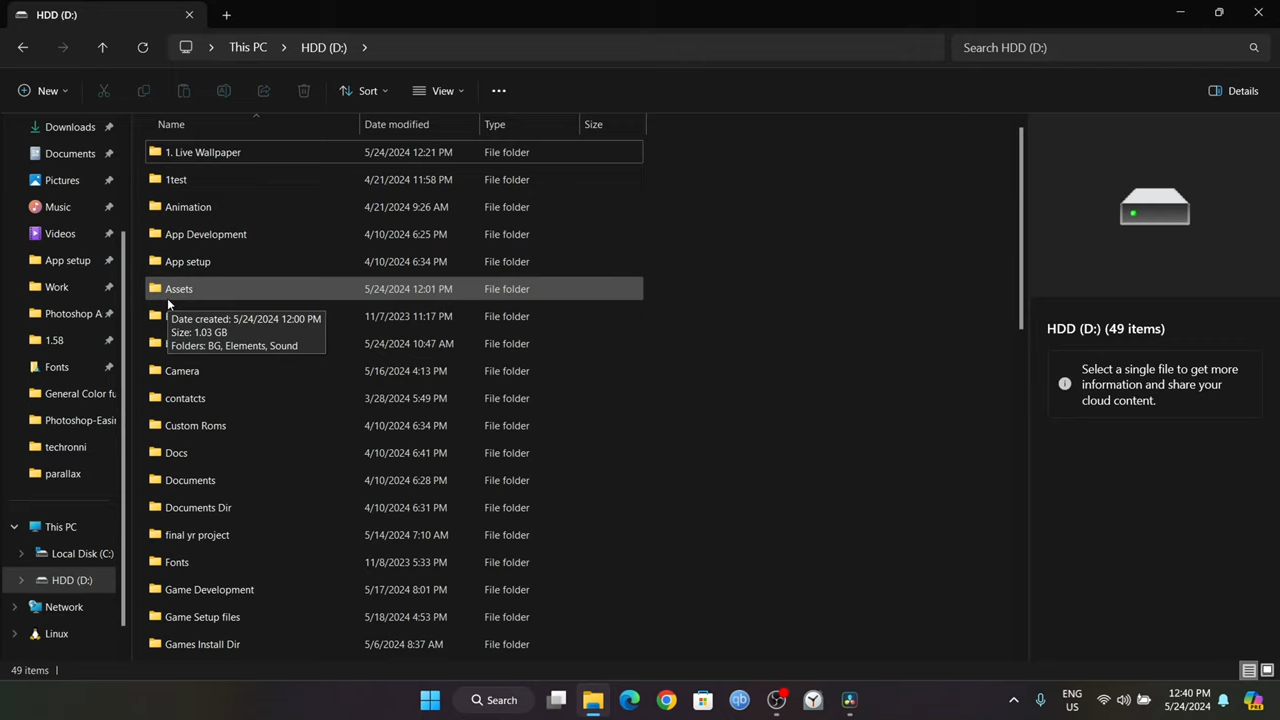 HDD (D:)
This PC
HDD (D:)
Search HDD (D:)
New
Sort
View
Details
Downloads
Documents
Pictures
Music
Videos
App setup
Work
Photoshop A
1.58
Fonts
General Color fu
Photoshop-Easin
techronni
parallax
This PC
Local Disk (C:)
HDD (D:)
Network
Linux
Name Date modified Type Size
1. Live Wallpaper 5/24/2024 12:21 PM File folder
1test 4/21/2024 11:58 PM File folder
Animation 4/21/2024 9:26 AM File folder
App Development 4/10/2024 6:25 PM File folder
App setup 4/10/2024 6:34 PM File folder
Assets 5/24/2024 12:01 PM File folder
11/7/2023 11:17 PM File folder
5/24/2024 10:47 AM File folder
Date created: 5/24/2024 12:00 PM
Size: 1.03 GB
Folders: BG, Elements, Sound
Camera 5/16/2024 4:13 PM File folder
contatcts 3/28/2024 5:49 PM File folder
Custom Roms 4/10/2024 6:34 PM File folder
Docs 4/10/2024 6:41 PM File folder
Documents 4/10/2024 6:28 PM File folder
Documents Dir 4/10/2024 6:31 PM File folder
final yr project 5/14/2024 7:10 AM File folder
Fonts 11/8/2023 5:33 PM File folder
Game Development 5/17/2024 8:01 PM File folder
Game Setup files 5/18/2024 4:53 PM File folder
Games Install Dir 5/6/2024 8:37 AM File folder
HDD (D:) (49 items)
Select a single file to get more
information and share your
cloud content.
49 items
Search
qb
ENG
US
12:40 PM
5/24/2024
PRE